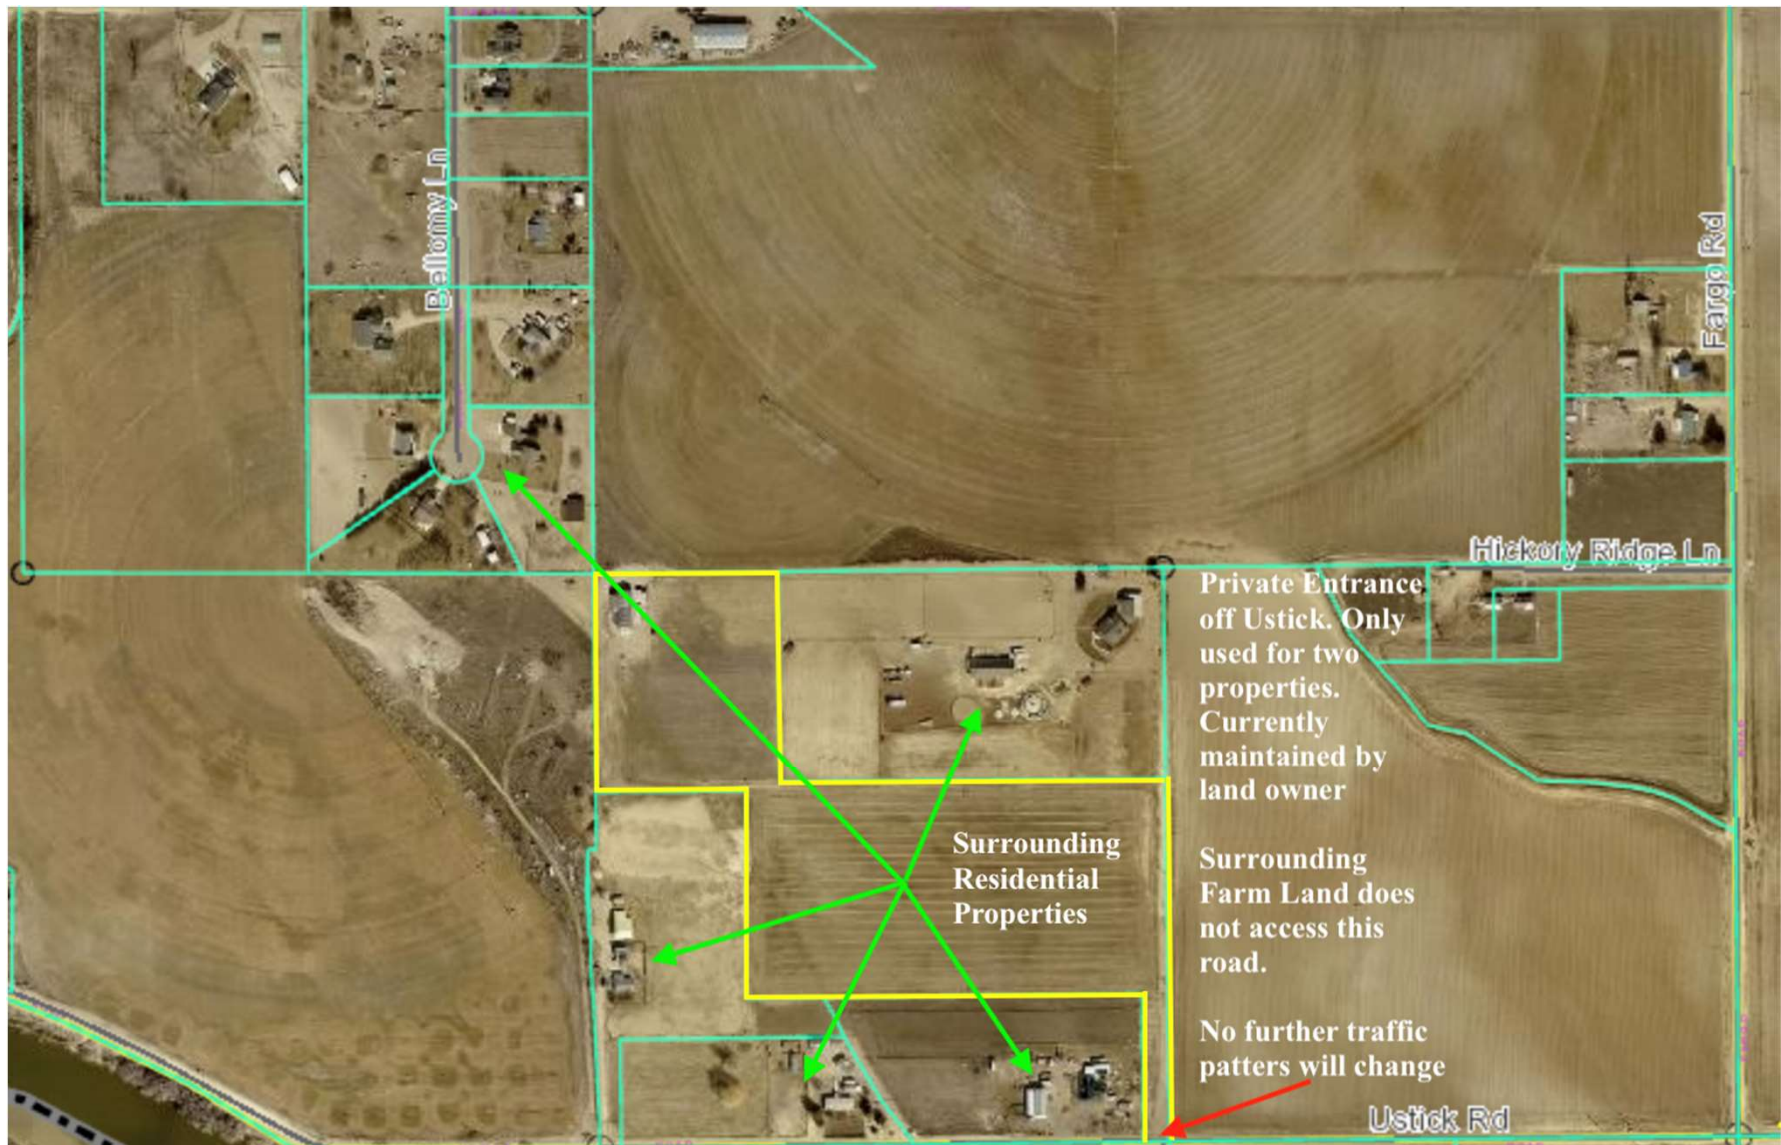 Bellomy Ln
Fargo Rd
Hickory Ridge Ln
Private Entrance
off Ustick. Only
used for two
properties.
Currently
maintained by
land owner
Surrounding
Farm Land does
not access this
road.
No further traffic
patters will change
Surrounding
Residential
Properties
Ustick Rd